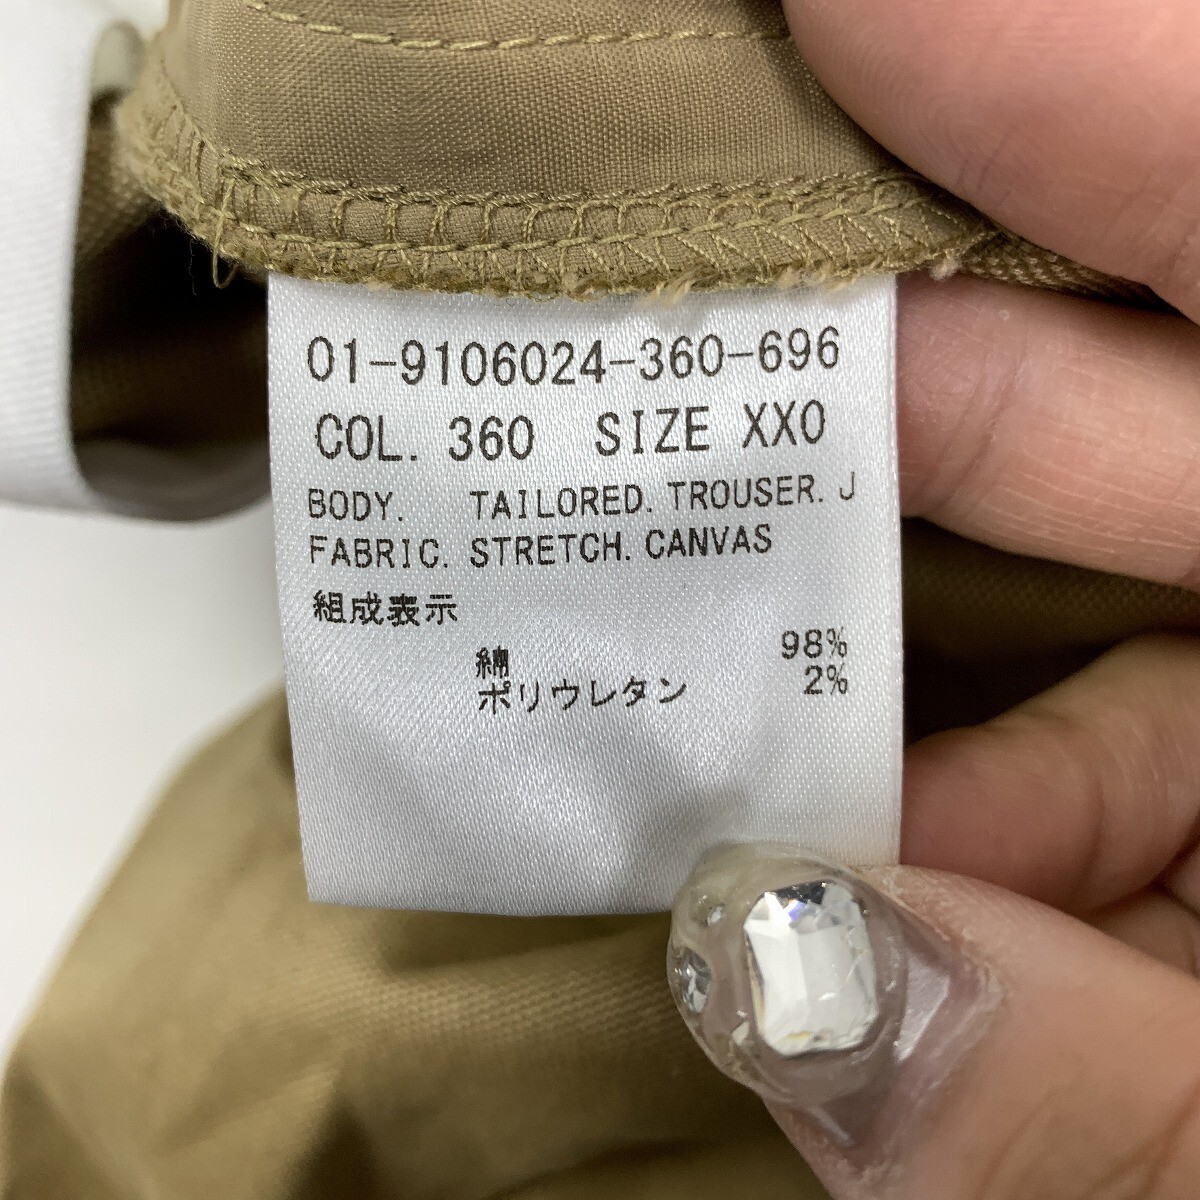 01-9106024-360-696
COL. 360 SIZE XXO
BODY. TAILORED. TROUSER. J
FABRIC. STRETCH. CANVAS
組成表示
綿 98%
ポリウレタン 2%